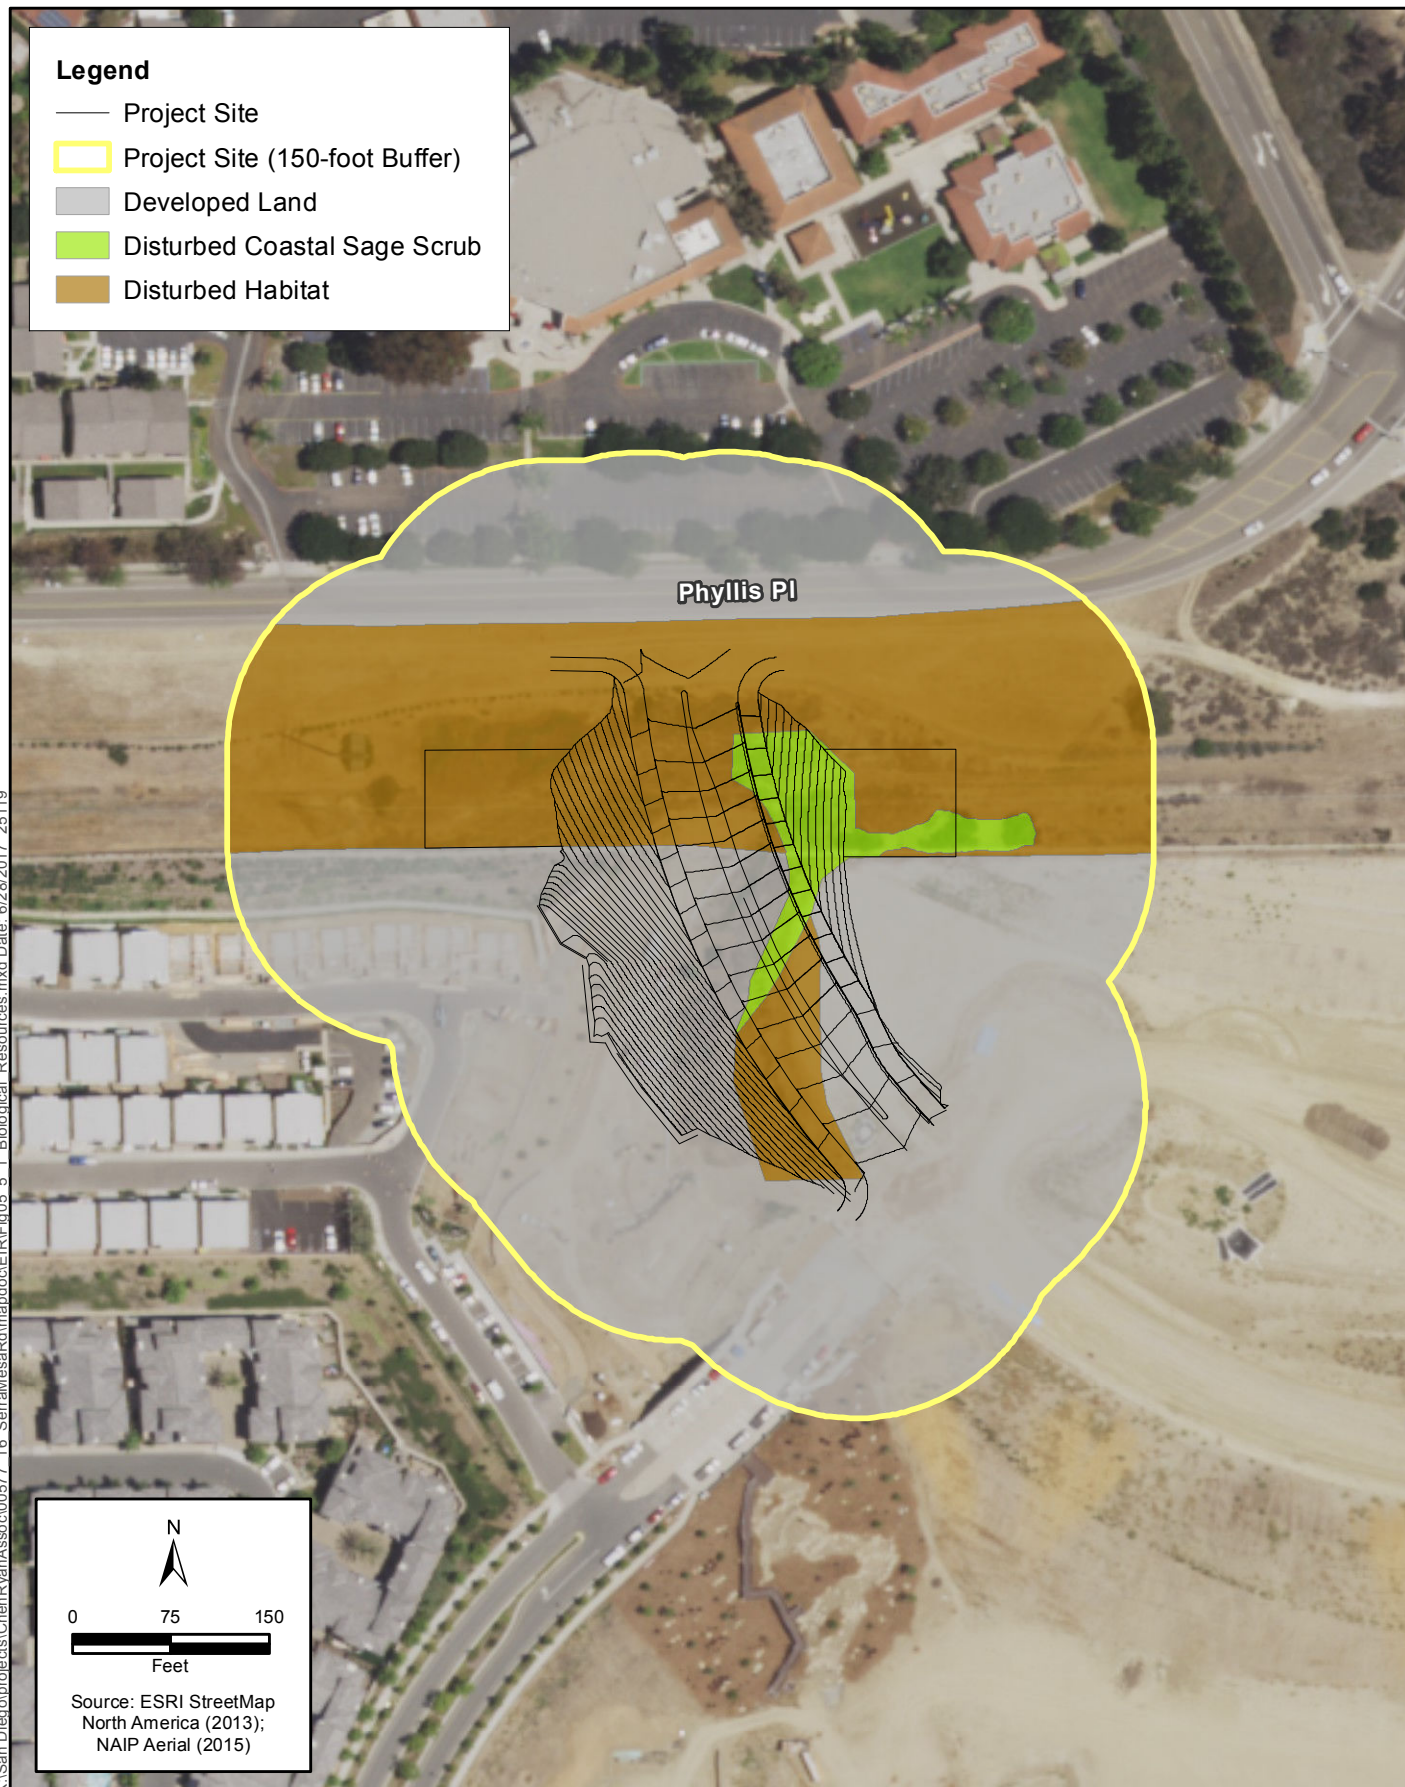 Legend
Project Site
Project Site (150-foot Buffer)
Developed Land
Disturbed Coastal Sage Scrub
Disturbed Habitat
Phyllis Pl
N
0 75 150
Feet
Source: ESRI StreetMap
North America (2013);
NAIP Aerial (2015)